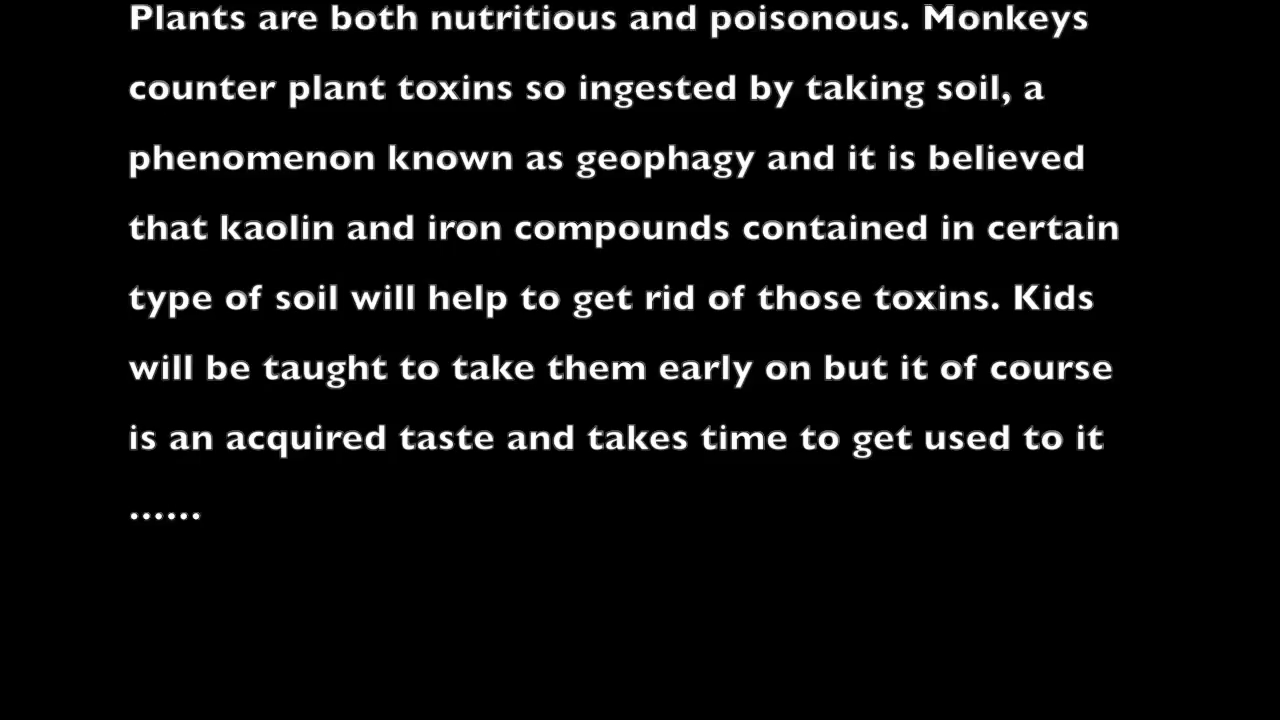 Plants are both nutritious and poisonous. Monkeys
counter plant toxins so ingested by taking soil, a
phenomenon known as geophagy and it is believed
that kaolin and iron compounds contained in certain
type of soil will help to get rid of those toxins. Kids
will be taught to take them early on but it of course
is an acquired taste and takes time to get used to it
......